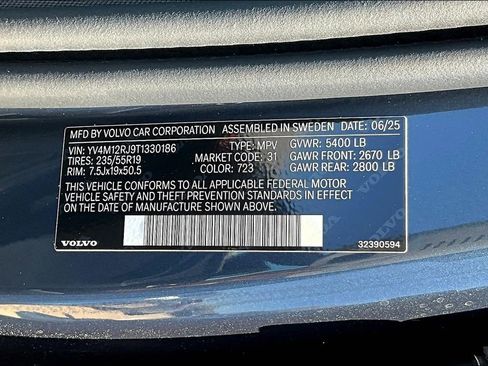 MFD BY VOLVO CAR CORPORATION ASSEMBLED IN SWEDEN DATE: 06/25
VIN: YV4M12RJ9T1330186 TYPE: MPV GVWR: 5400 LB
TIRES: 235/55R19 MARKET CODE: 31 GAWR FRONT: 2670 LB
RIM: 7.5Jx19x50.5 COLOR: 723 GAWR REAR: 2800 LB
THIS VEHICLE CONFORMS TO ALL APPLICABLE FEDERAL MOTOR
VEHICLE SAFETY AND THEFT PREVENTION STANDARDS IN EFFECT
ON THE DATE OF MANUFACTURE SHOWN ABOVE.
VOLVO 32390594